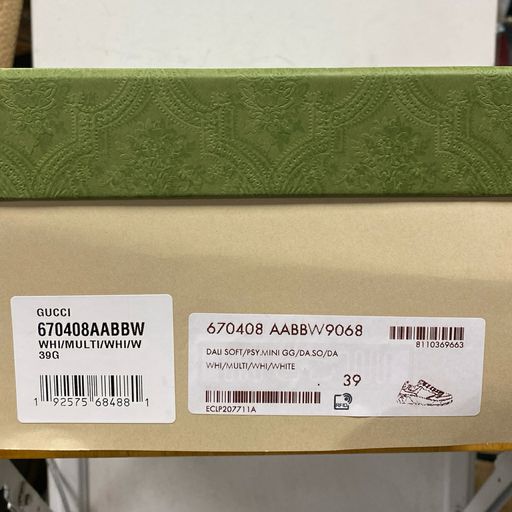 GUCCI
670408AABBW
WHI/MULTI/WHI/W
39G
1 92575 68488 1
670408 AABBW9068
8110369663
DALI SOFT/PSY.MINI GG/DA.SO/DA
WHI/MULTI/WHI/WHITE
39
ECLP207711A
RFID